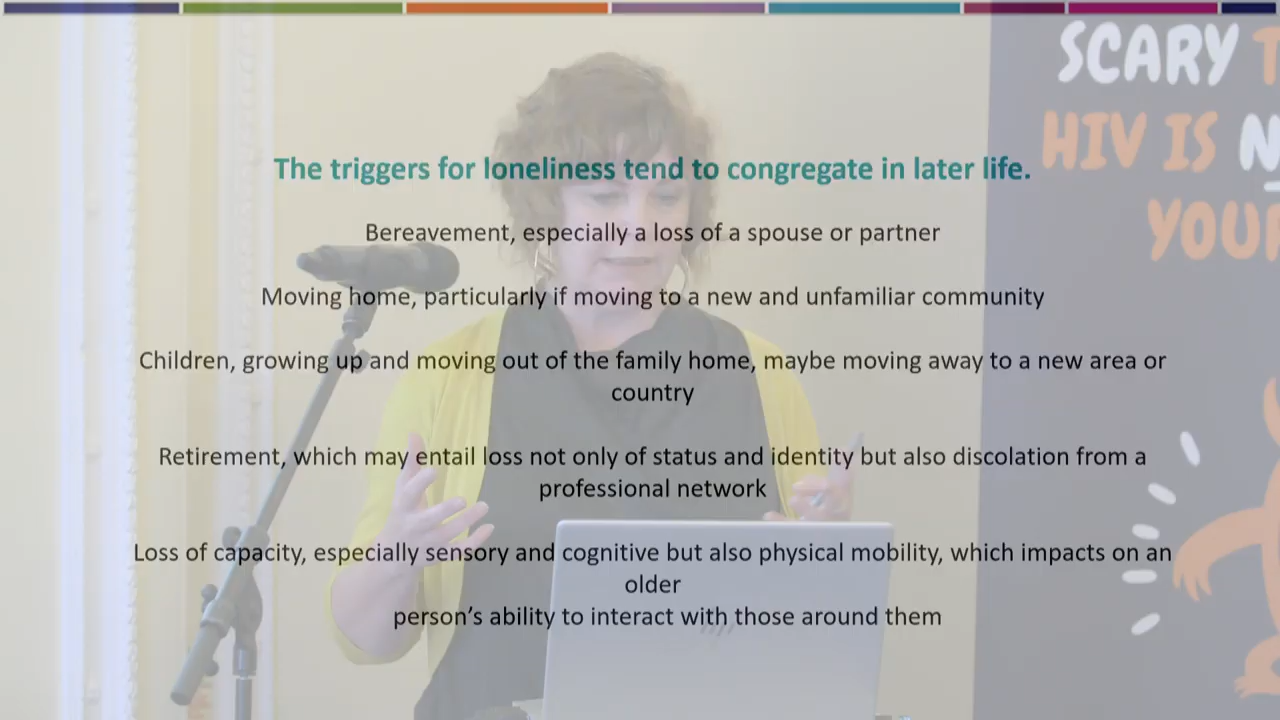 SCARY
HIV IS
YOUR
The triggers for loneliness tend to congregate in later life.
Bereavement, especially a loss of a spouse or partner
Moving home, particularly if moving to a new and unfamiliar community
Children, growing up and moving out of the family home, maybe moving away to a new area or
country
Retirement, which may entail loss not only of status and identity but also discolation from a
professional network
Loss of capacity, especially sensory and cognitive but also physical mobility, which impacts on an
older
person's ability to interact with those around them